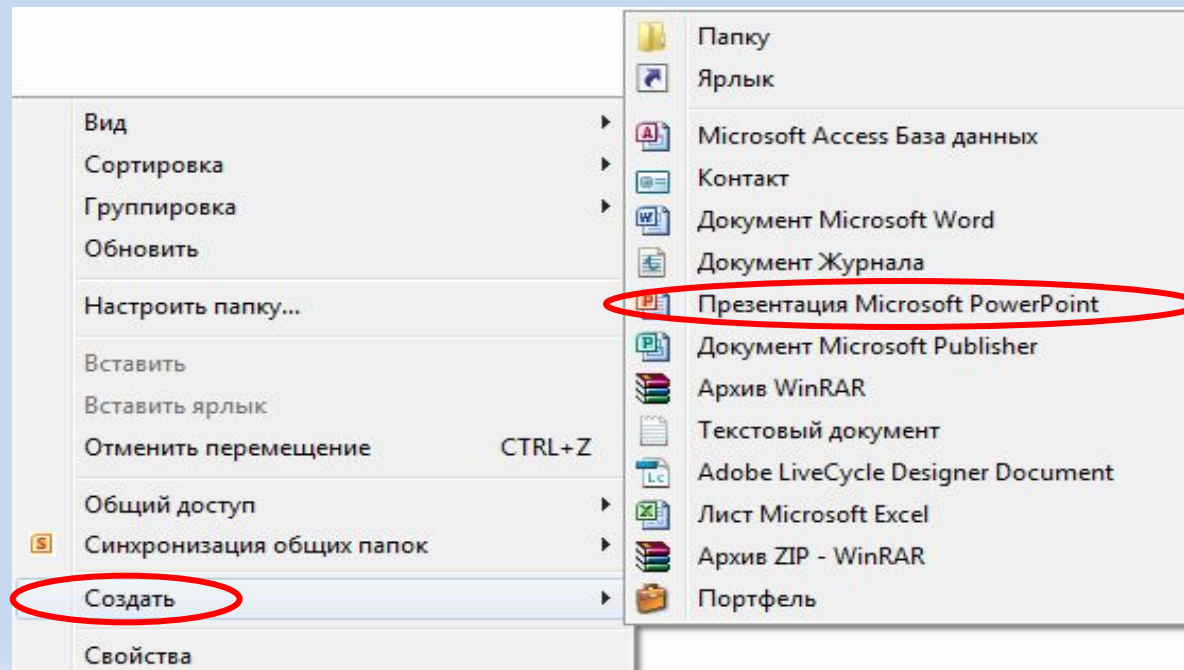 Вид
Сортировка
Группировка
Обновить
Настроить папку...
Вставить
Вставить ярлык
Отменить перемещение CTRL+Z
Общий доступ
Синхронизация общих папок
Создать
Свойства
Папку
Ярлык
Microsoft Access База данных
Контакт
Документ Microsoft Word
Документ Журнала
Презентация Microsoft PowerPoint
Документ Microsoft Publisher
Архив WinRAR
Текстовый документ
Adobe LiveCycle Designer Document
Лист Microsoft Excel
Архив ZIP - WinRAR
Портфель